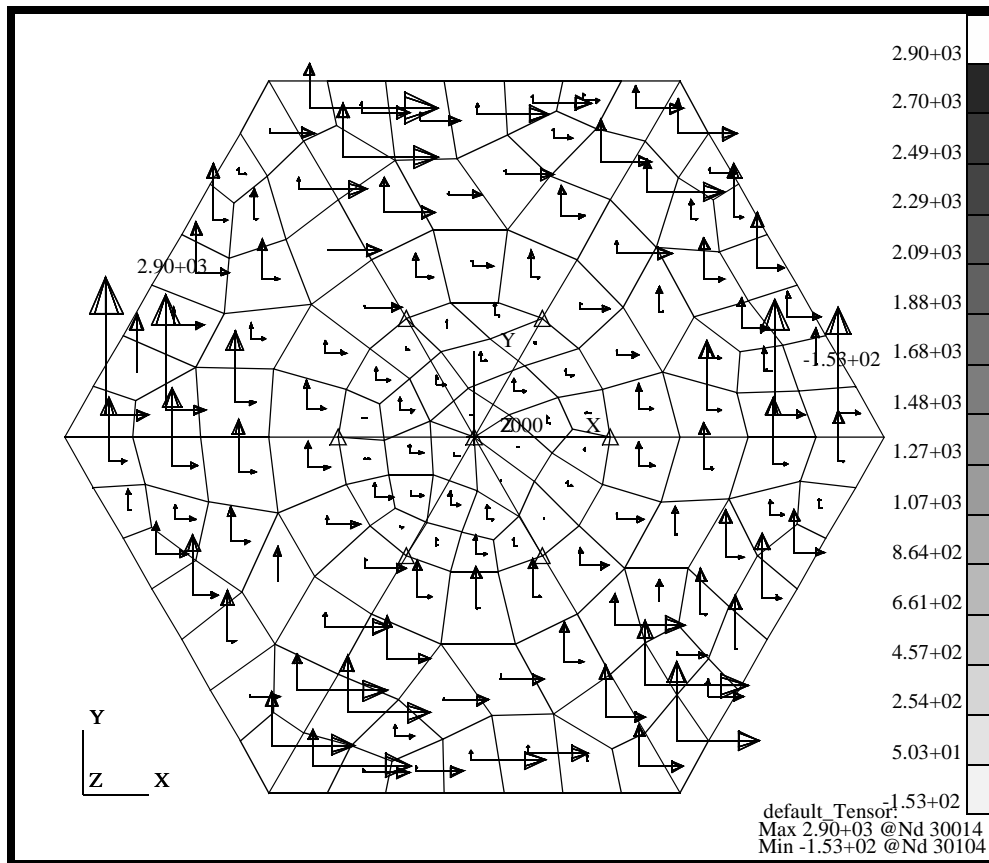 2.90+03
2.70+03
2.49+03
2.29+03
2.09+03
1.88+03
1.68+03
1.48+03
1.27+03
1.07+03
8.64+02
6.61+02
4.57+02
2.54+02
5.03+01
-1.53+02
2.90+03
-1.53+02
Y
Z
2000
X
Y
Z
X
default_Tensor:
Max 2.90+03 @Nd 30014
Min -1.53+02 @Nd 30104